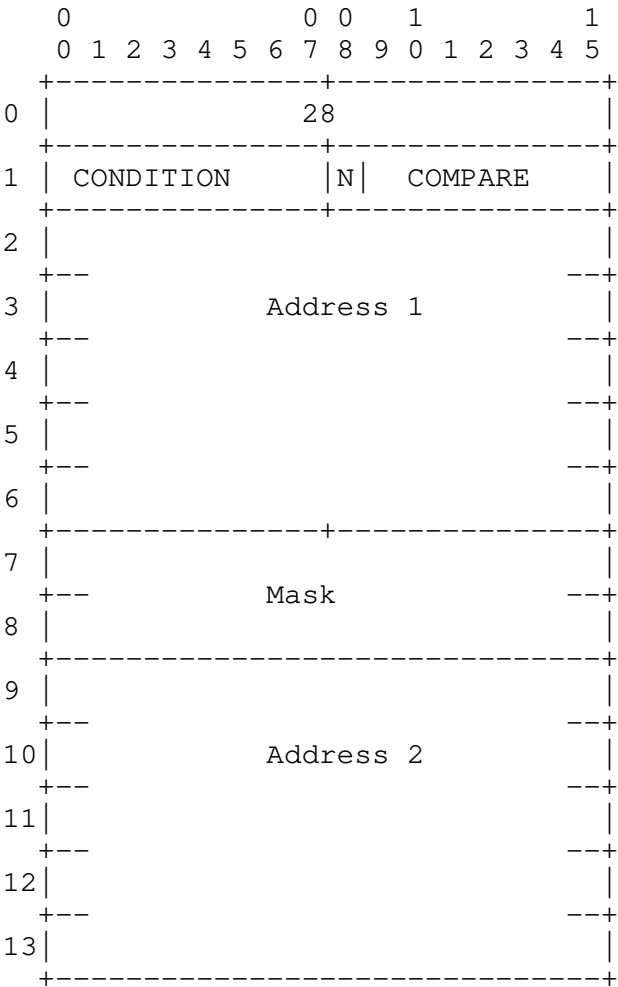 0             0 0   1         1
 0 1 2 3 4 5 6 7 8 9 0 1 2 3 4 5
+---------------+---------------+
0 |              28               |
+---------------+---------------+
1 | CONDITION     |N|  COMPARE    |
+---------------+---------------+
2 |                               |
+--                           --+
3 |            Address 1          |
+--                           --+
4 |                               |
+--                           --+
5 |                               |
+--                           --+
6 |                               |
+---------------+---------------+
7 |                               |
+--         Mask              --+
8 |                               |
+-------------------------------+
9 |                               |
+--                           --+
10|            Address 2          |
+--                           --+
11|                               |
+--                           --+
12|                               |
+--                           --+
13|                               |
+-------------------------------+